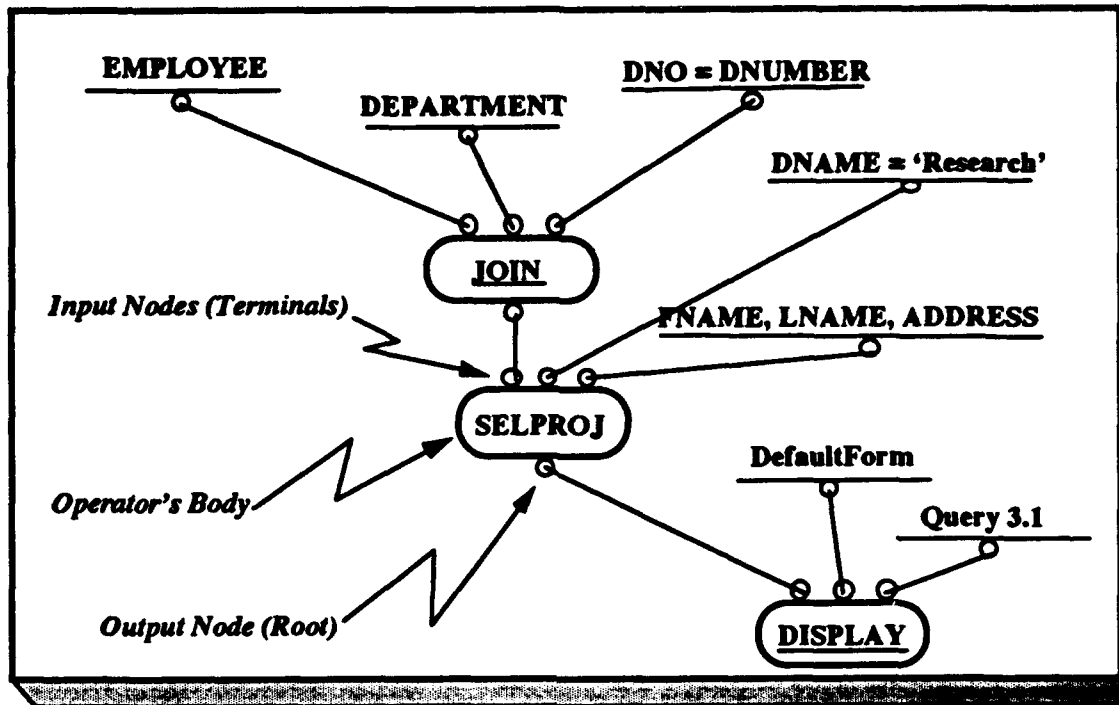 EMPLOYEE
DNO = DNUMBER
DEPARTMENT
DNAME = ‘Research’
JOIN
Input Nodes (Terminals)
FNAME, LNAME, ADDRESS
SELPROJ
DefaultForm
Operator’s Body
Query 3.1
Output Node (Root)
DISPLAY